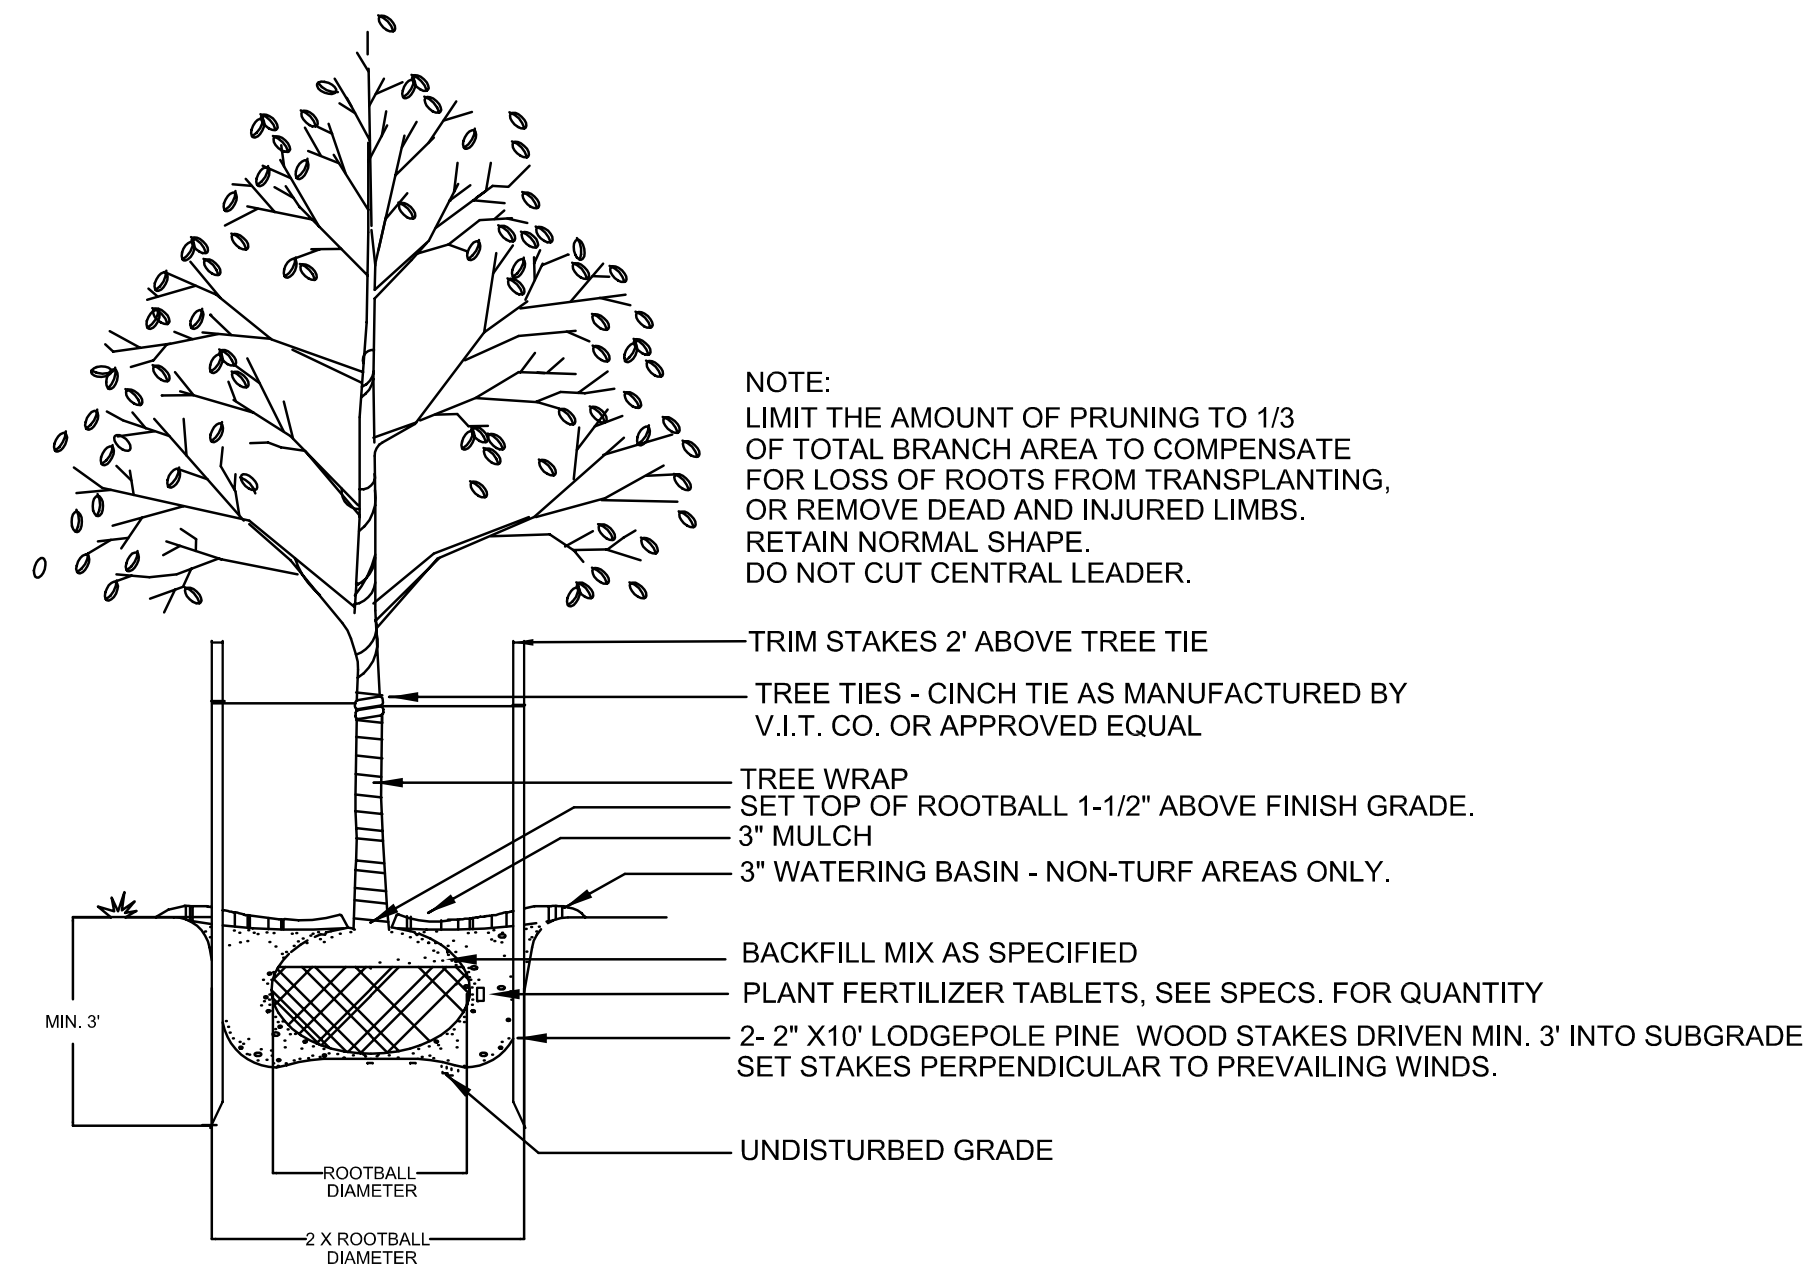 NOTE:
LIMIT THE AMOUNT OF PRUNING TO 1/3
OF TOTAL BRANCH AREA TO COMPENSATE
FOR LOSS OF ROOTS FROM TRANSPLANTING,
OR REMOVE DEAD AND INJURED LIMBS.
RETAIN NORMAL SHAPE.
DO NOT CUT CENTRAL LEADER.
TRIM STAKES 2' ABOVE TREE TIE
TREE TIES - CINCH TIE AS MANUFACTURED BY
V.I.T. CO. OR APPROVED EQUAL
TREE WRAP
SET TOP OF ROOTBALL 1-1/2" ABOVE FINISH GRADE.
3" MULCH
3" WATERING BASIN - NON-TURF AREAS ONLY.
BACKFILL MIX AS SPECIFIED
PLANT FERTILIZER TABLETS, SEE SPECS. FOR QUANTITY
MIN. 3'
2- 2" X10' LODGEPOLE PINE WOOD STAKES DRIVEN MIN. 3' INTO SUBGRADE
SET STAKES PERPENDICULAR TO PREVAILING WINDS.
UNDISTURBED GRADE
ROOTBALL
DIAMETER
2 X ROOTBALL
DIAMETER